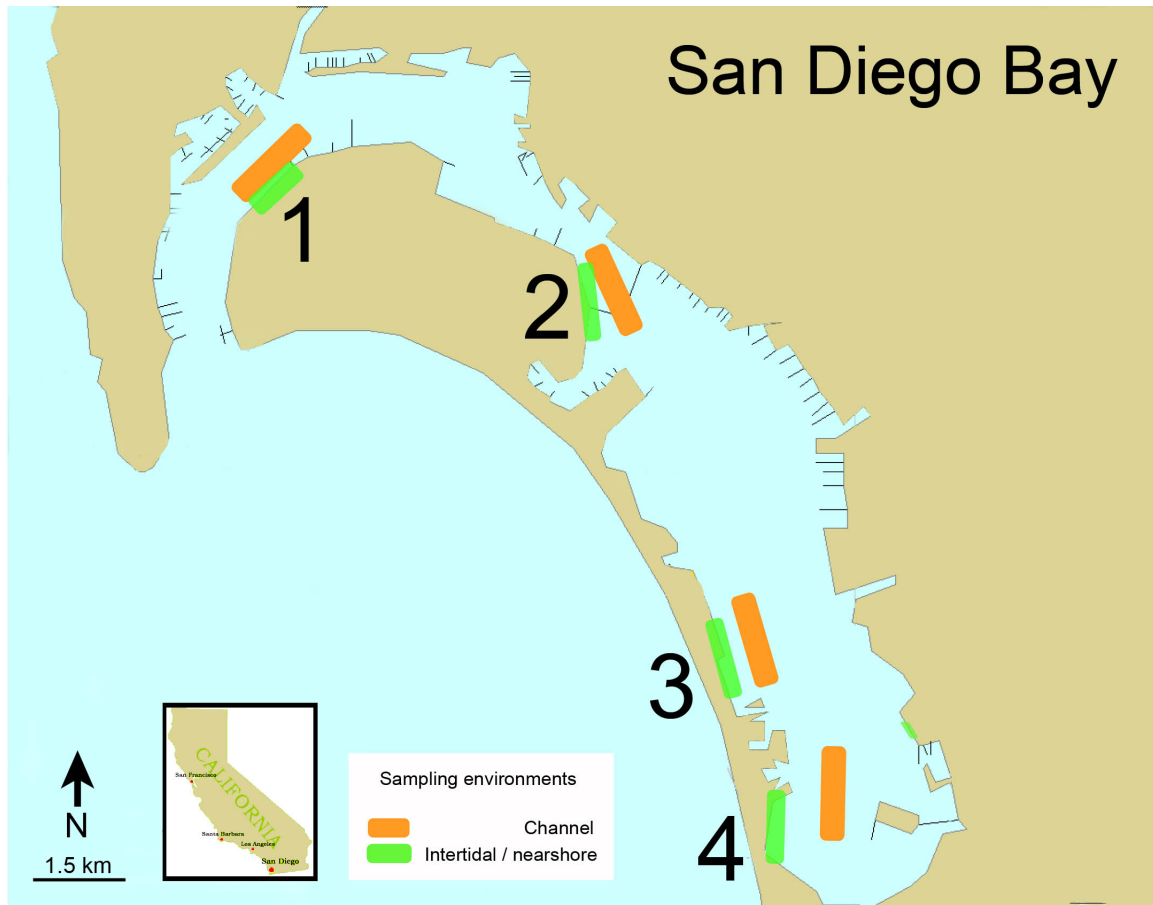 San Diego Bay
1
2
3
4
N
1.5 km
CALIFORNIA
San Francisco
Santa Barbara
Los Angeles
San Diego
Sampling environments
Channel
Intertidal / nearshore